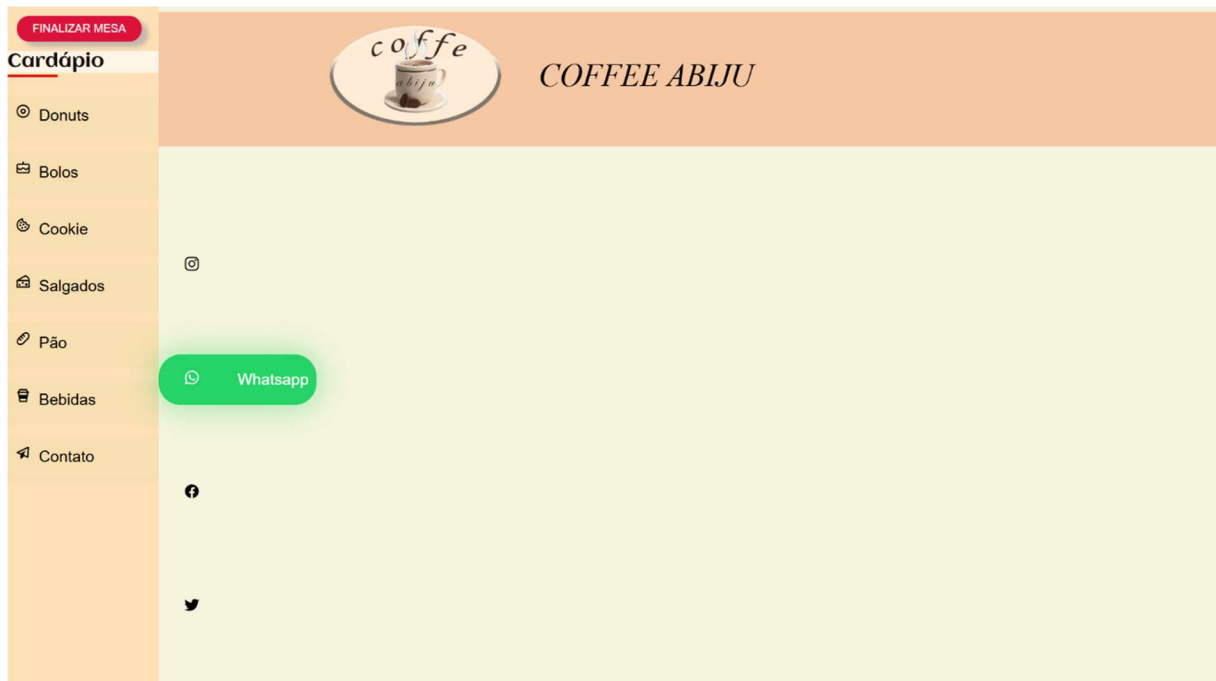 FINALIZAR MESA
Cardápio
Donuts
Bolos
Cookie
Salgados
Pão
Bebidas
Contato
coffe
abiju
COFFEE ABIJU
Whatsapp